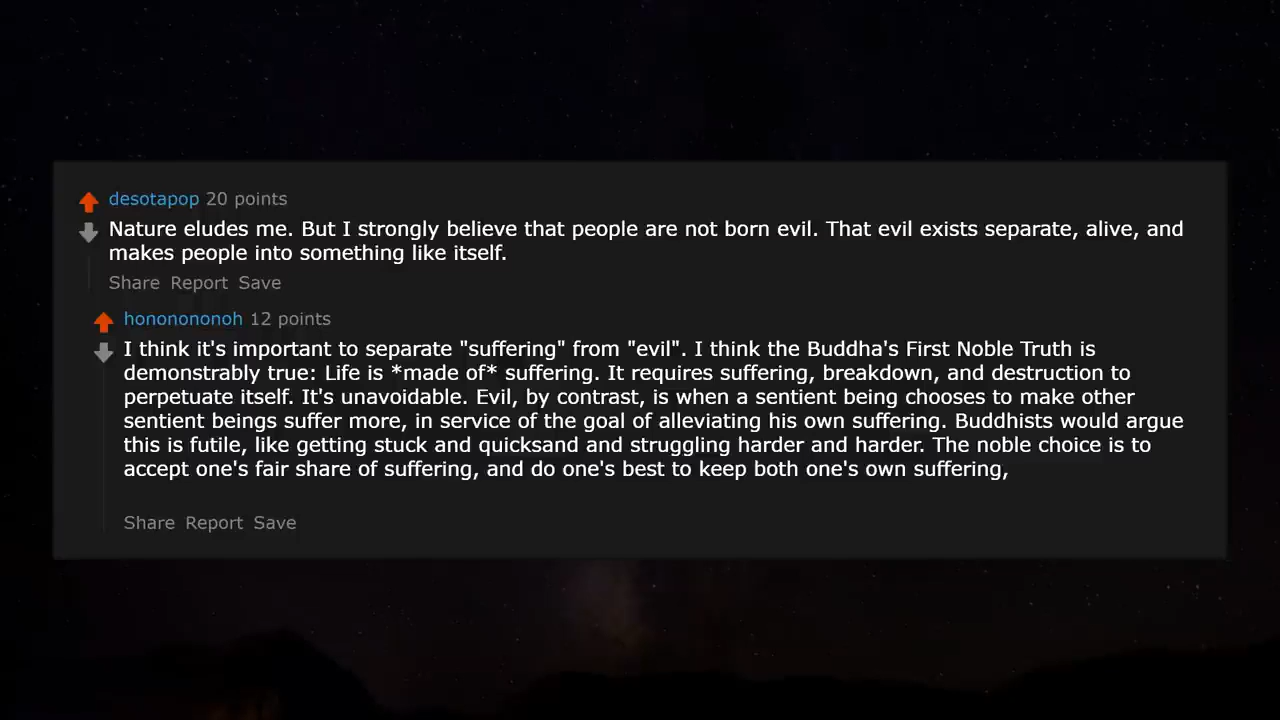 desotapop 20 points
Nature eludes me. But I strongly believe that people are not born evil. That evil exists separate, alive, and
makes people into something like itself.
Share Report Save
honononono​h 12 points
I think it's important to separate "suffering" from "evil". I think the Buddha's First Noble Truth is
demonstrably true: Life is *made of* suffering. It requires suffering, breakdown, and destruction to
perpetuate itself. It's unavoidable. Evil, by contrast, is when a sentient being chooses to make other
sentient beings suffer more, in service of the goal of alleviating his own suffering. Buddhists would argue
this is futile, like getting stuck and quicksand and struggling harder and harder. The noble choice is to
accept one's fair share of suffering, and do one's best to keep both one's own suffering,
Share Report Save